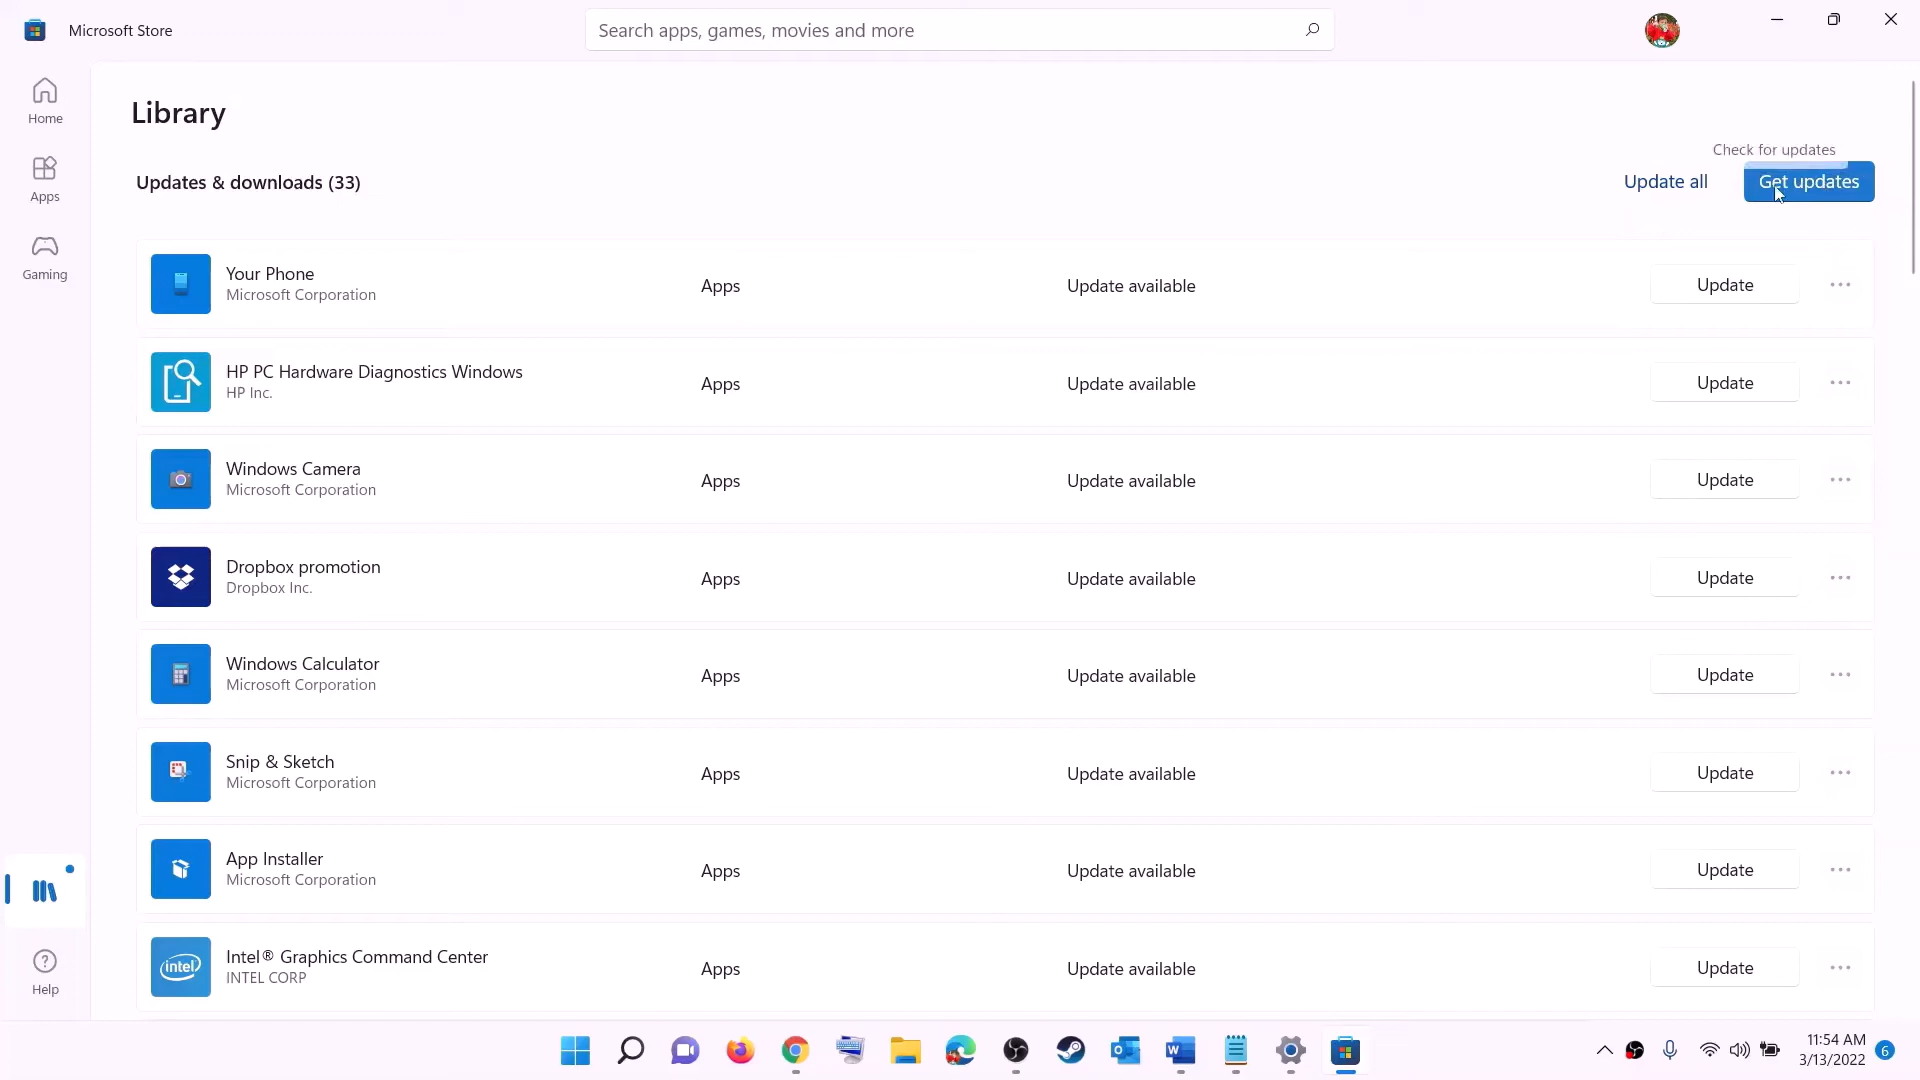 Microsoft Store
Search apps, games, movies and more
Home
Apps
Gaming
Help
Library
Check for updates
Updates & downloads (33)
Update all
Get updates
Your Phone
Microsoft Corporation
Apps
Update available
Update
HP PC Hardware Diagnostics Windows
HP Inc.
Apps
Update available
Update
Windows Camera
Microsoft Corporation
Apps
Update available
Update
Dropbox promotion
Dropbox Inc.
Apps
Update available
Update
Windows Calculator
Microsoft Corporation
Apps
Update available
Update
Snip & Sketch
Microsoft Corporation
Apps
Update available
Update
App Installer
Microsoft Corporation
Apps
Update available
Update
intel
Intel® Graphics Command Center
INTEL CORP
Apps
Update available
Update
11:54 AM
3/13/2022
6